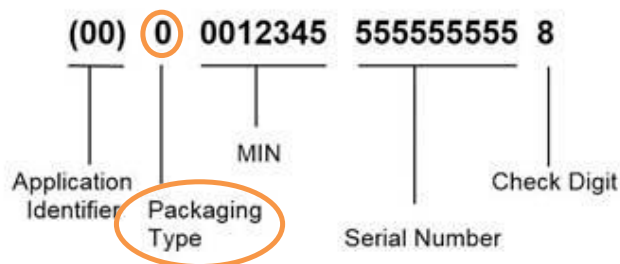 (00) 0 0012345 555555555 8
MIN
Application
Identifier
Packaging
Type
Check Digit
Serial Number